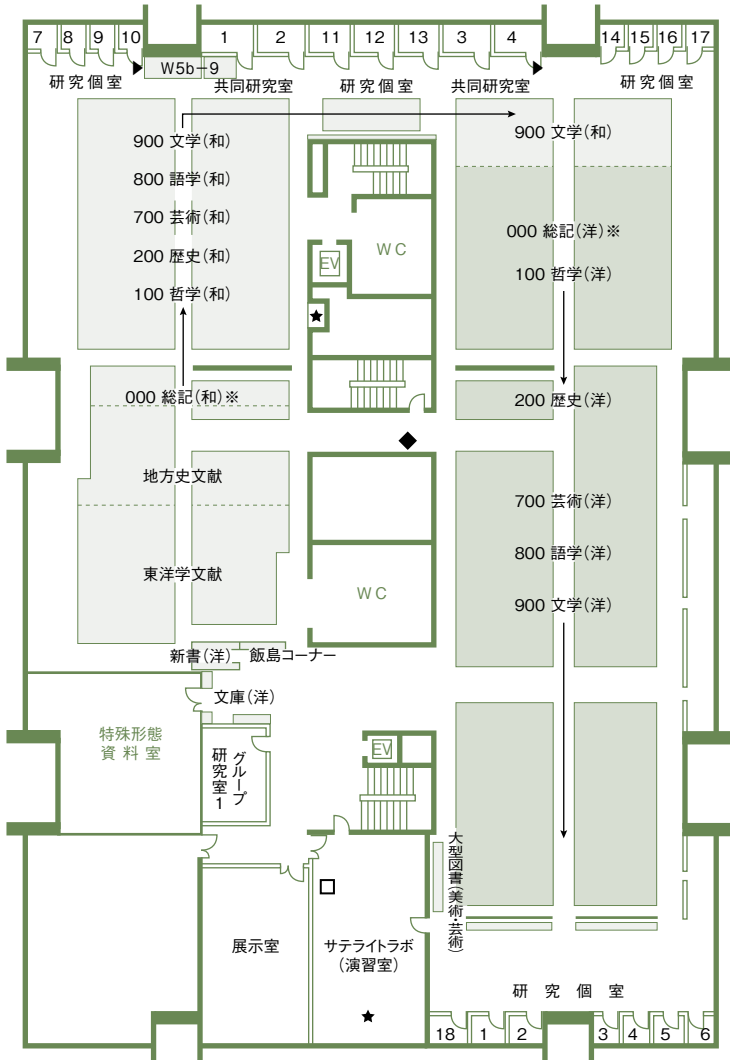 7 8 9 10
1 2 11 12 13 3 4
14 15 16 17
W5b−9
研究個室
共同研究室
研究個室
共同研究室
研究個室
900 文学(和)
800 語学(和)
700 芸術(和)
200 歴史(和)
100 哲学(和)
000 総記(和)※
地方史文献
東洋学文献
新書(洋)
飯島コーナー
文庫(洋)
特殊形態
資料室
グループ
研究室1
WC
EV
WC
EV
900 文学(和)
000 総記(洋)※
100 哲学(洋)
200 歴史(洋)
700 芸術(洋)
800 語学(洋)
900 文学(洋)
大型図書(美術・芸術)
展示室
サテライトラボ
(演習室)
研究個室
18 1 2
3 4 5 6